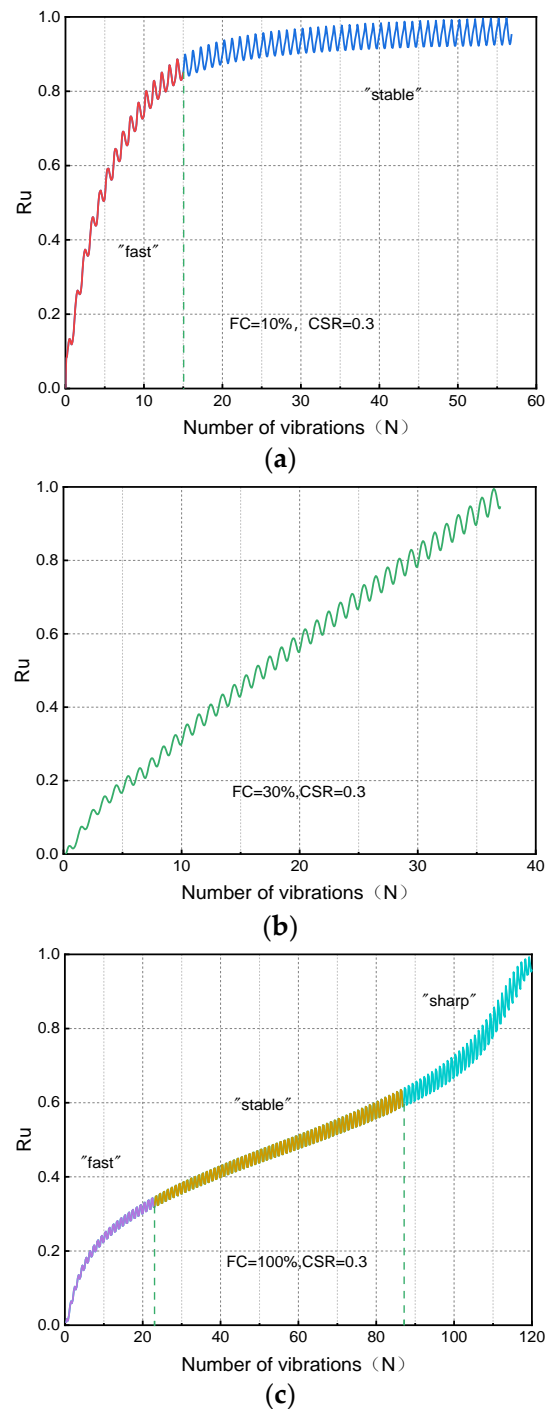 1.0
0.8
0.6
0.4
0.2
0.0
Ru
"stable"
"fast"
FC=10%, CSR=0.3
0 10 20 30 40 50 60
Number of vibrations（N）
(a)
1.0
0.8
0.6
0.4
0.2
0.0
Ru
FC=30%,CSR=0.3
0 10 20 30 40
Number of vibrations（N）
(b)
1.0
0.8
0.6
0.4
0.2
0.0
Ru
"sharp"
"stable"
"fast"
FC=100%,CSR=0.3
0 20 40 60 80 100 120
Number of vibrations（N）
(c)